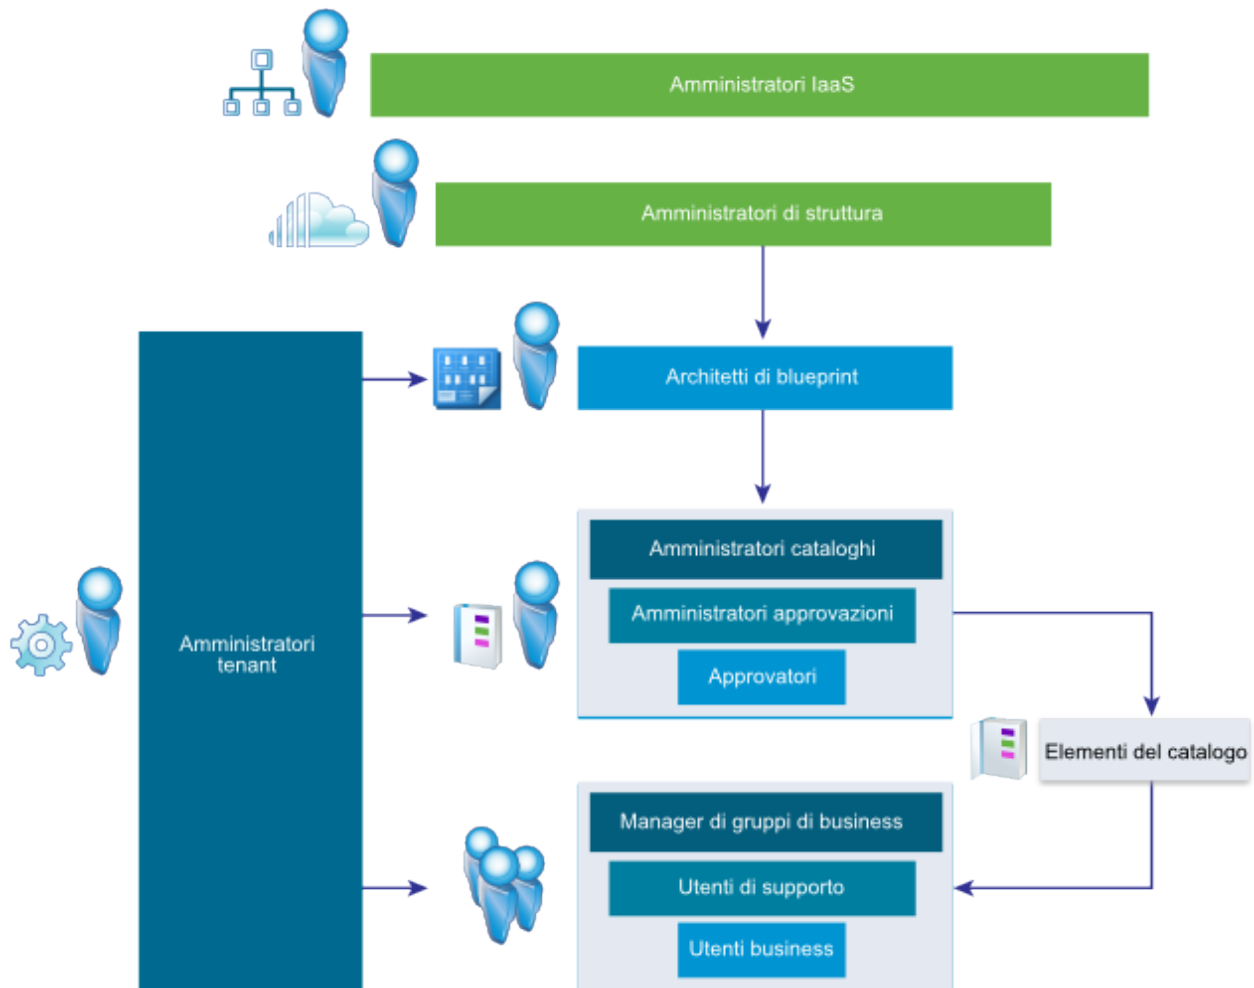 Amministratori IaaS
Amministratori di struttura
Architetti di blueprint
Amministratori cataloghi
Amministratori approvazioni
Approvatori
Amministratori
tenant
Elementi del catalogo
Manager di gruppi di business
Utenti di supporto
Utenti business